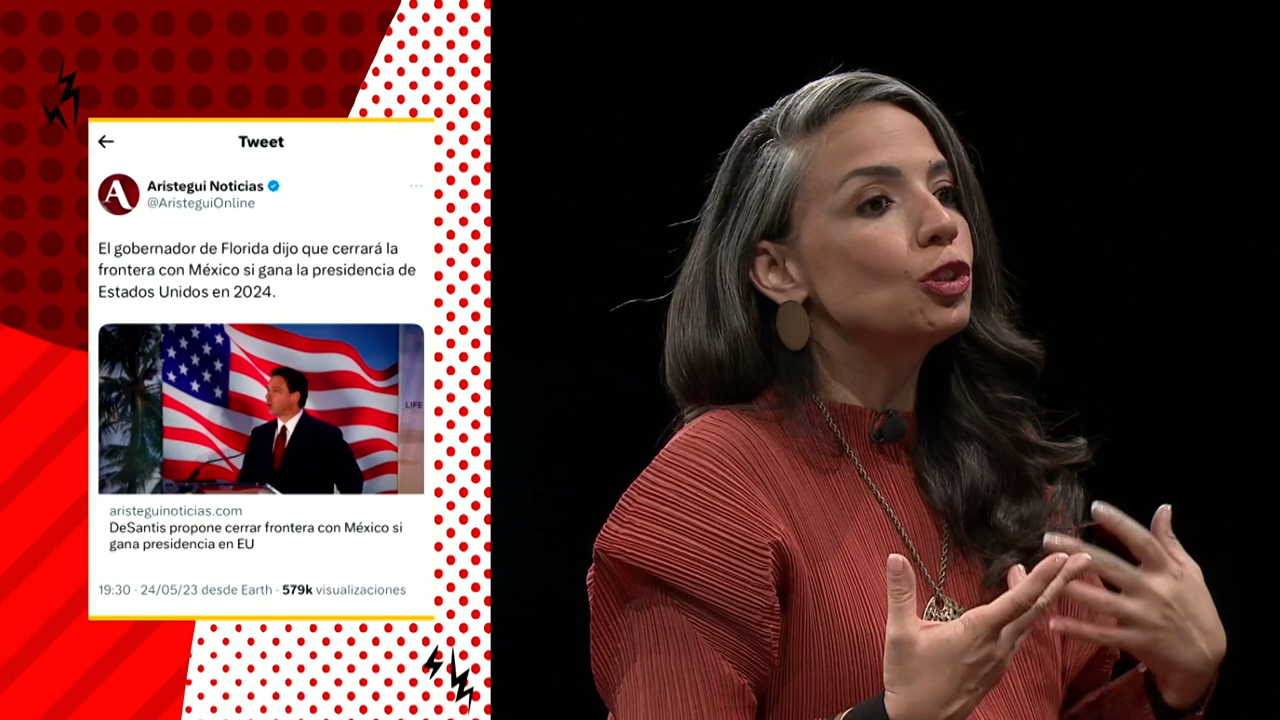 Tweet
A
Aristegui Noticias
@AristeguiOnline
El gobernador de Florida dijo que cerrará la
frontera con México si gana la presidencia de
Estados Unidos en 2024.
LIFE
aristeguinoticias.com
DeSantis propone cerrar frontera con México si
gana presidencia en EU
19:30 · 24/05/23 desde Earth · 579k visualizaciones